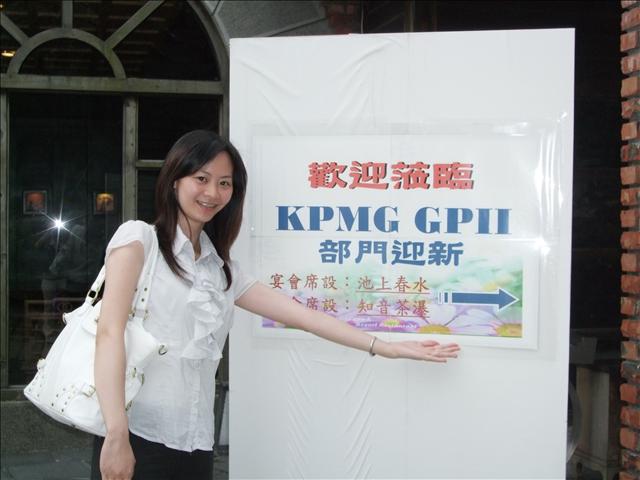 歡迎蒞臨
KPMG GPII
部門迎新
宴會席設：池上春水
會席設：知音茶瀑